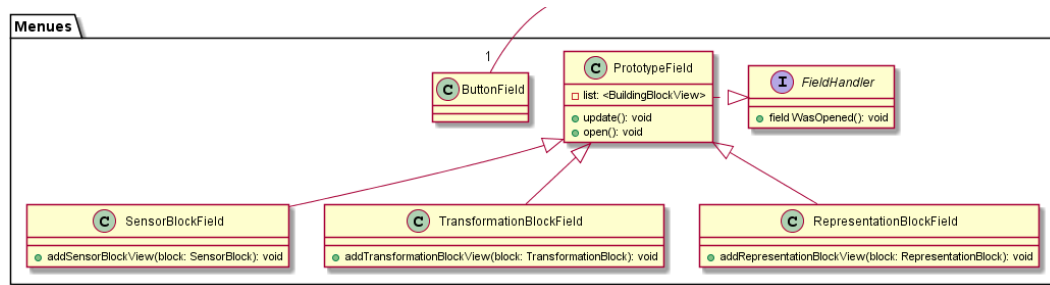 Menues
1
C ButtonField
C PrototypeField
list: <BuildingBlockView>
update(): void
open(): void
I FieldHandler
field WasOpened(): void
C SensorBlockField
addSensorBlockView(block: SensorBlock): void
C TransformationBlockField
addTransformationBlockView(block: TransformationBlock): void
C RepresentationBlockField
addRepresentationBlockView(block: RepresentationBlock): void